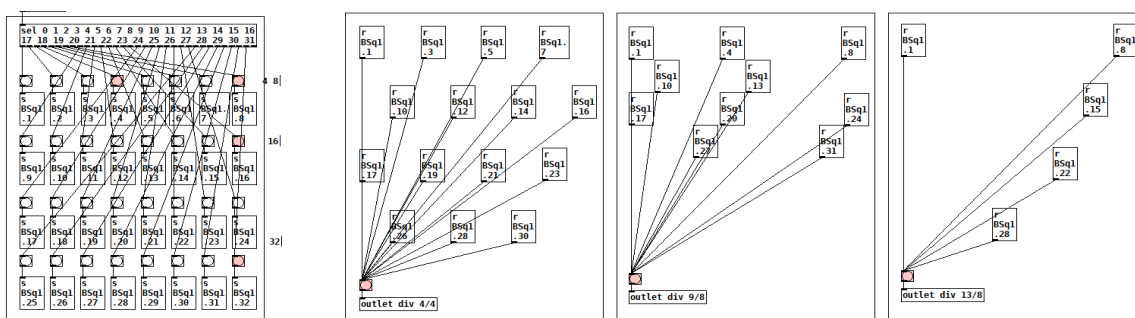 sel 0 1 2 3 4 5 6 7 8 9 10 11 12 13 14 15 16
17 18 19 20 21 22 23 24 25 26 27 28 29 30 31
4 8
s BSq1 .1
s BSq1 .2
s BSq1 .3
s BSq1 .4
s BSq1 .5
s BSq1 .6
s BSq1. 7
s BSq1 .8
16
s BSq1 .9
s BSq1 .10
s BSq1 .11
s BSq1 .12
s BSq1 .13
s BSq1 .14
s BSq1 .15
s BSq1 .16
s BSq1 .17
s BSq1 .18
s BSq1 .19
s BSq1 .20
s BSq1 .21
s BSq1 .22
s BSq1 .23
s BSq1 .24
32
s BSq1 .25
s BSq1 .26
s BSq1 .27
s BSq1 .28
s BSq1 .29
s BSq1 .30
s BSq1 .31
s BSq1 .32
r BSq1 .1
r BSq1 .3
r BSq1 .5
r BSq1. 7
r BSq1 .10
r BSq1 .12
r BSq1 .14
r BSq1 .16
r BSq1 .17
r BSq1 .19
r BSq1 .21
r BSq1 .23
r BSq1 .26
r BSq1 .28
r BSq1 .30
outlet div 4/4
r BSq1 .1
r BSq1 .4
r BSq1 .8
r BSq1 .10
r BSq1 .13
r BSq1 .17
r BSq1 .20
r BSq1 .24
r BSq1 .27
r BSq1 .31
outlet div 9/8
r BSq1 .1
r BSq1 .8
r BSq1 .15
r BSq1 .22
r BSq1 .28
outlet div 13/8